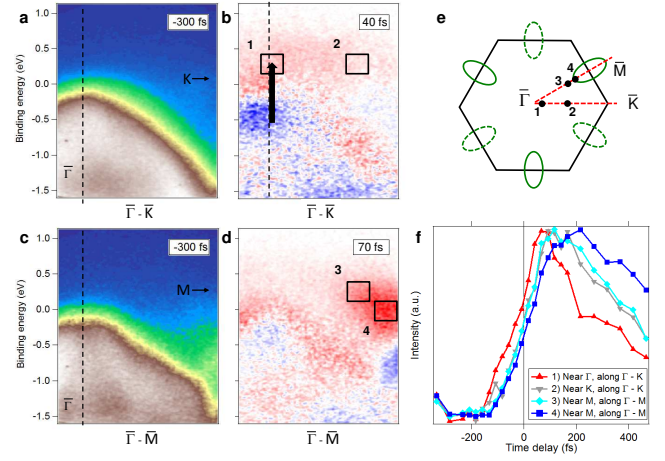 a
-300 fs
Binding energy (eV)
1.0
0.5
0.0
-0.5
-1.0
-1.5
K
Γ̅
Γ̅ - K̅
b
40 fs
1
2
Γ̅ - K̅
c
-300 fs
Binding energy (eV)
1.0
0.5
0.0
-0.5
-1.0
-1.5
M
Γ̅
Γ̅ - M̅
d
70 fs
3
4
Γ̅ - M̅
e
Γ̅
M̅
K̅
4
3
1
2
f
Intensity (a.u.)
1) Near Γ, along Γ - K
2) Near K, along Γ - K
3) Near M, along Γ - M
4) Near M, along Γ - M
-200
0
200
400
Time delay (fs)